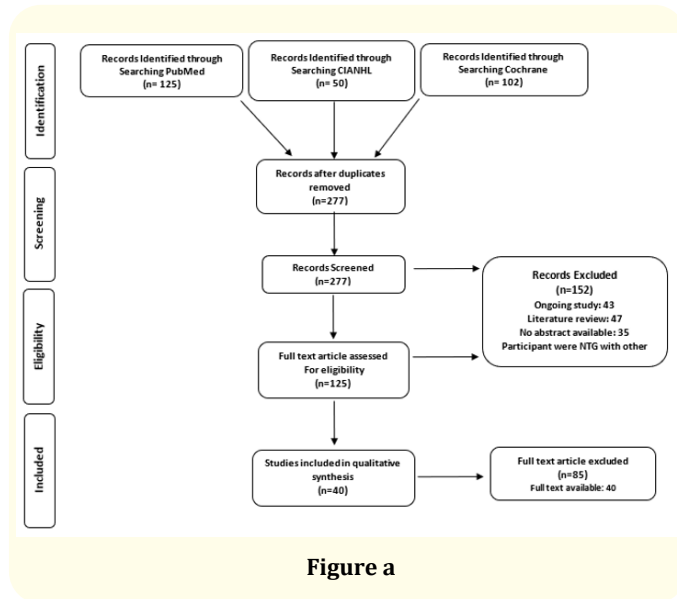 Identification
Records Identified through
Searching PubMed
(n= 125)
Records Identified through
Searching CIANHL
(n= 50)
Records Identified through
Searching Cochrane
(n= 102)
Records after duplicates
removed
(n=277)
Screening
Records Screened
(n=277)
Records Excluded
(n=152)
Ongoing study: 43
Literature review: 47
No abstract available: 35
Participant were NTG with other
Eligibility
Full text article assessed
For eligibility
(n=125)
Included
Studies included in qualitative
synthesis
(n=40)
Full text article excluded
(n=85)
Full text available: 40
Figure a